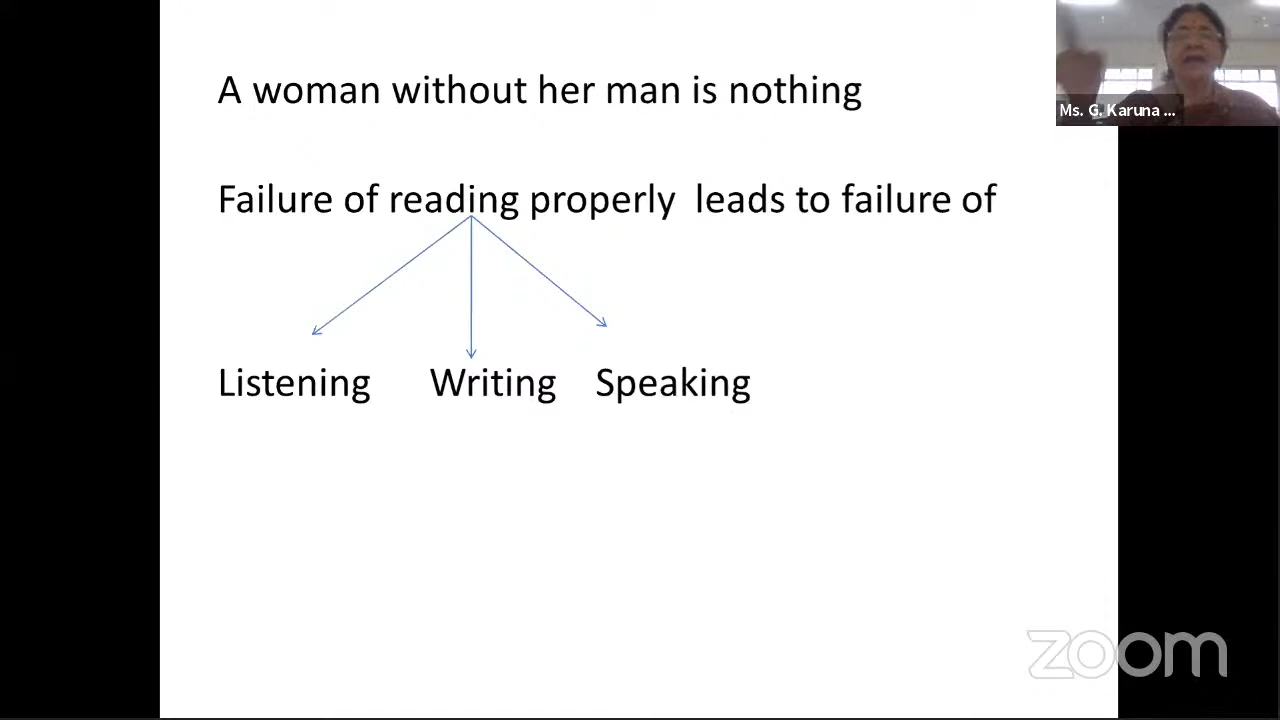 A woman without her man is nothing
Ms. G. Karuna ...
Failure of reading properly  leads to failure of
Listening Writing Speaking
zoom